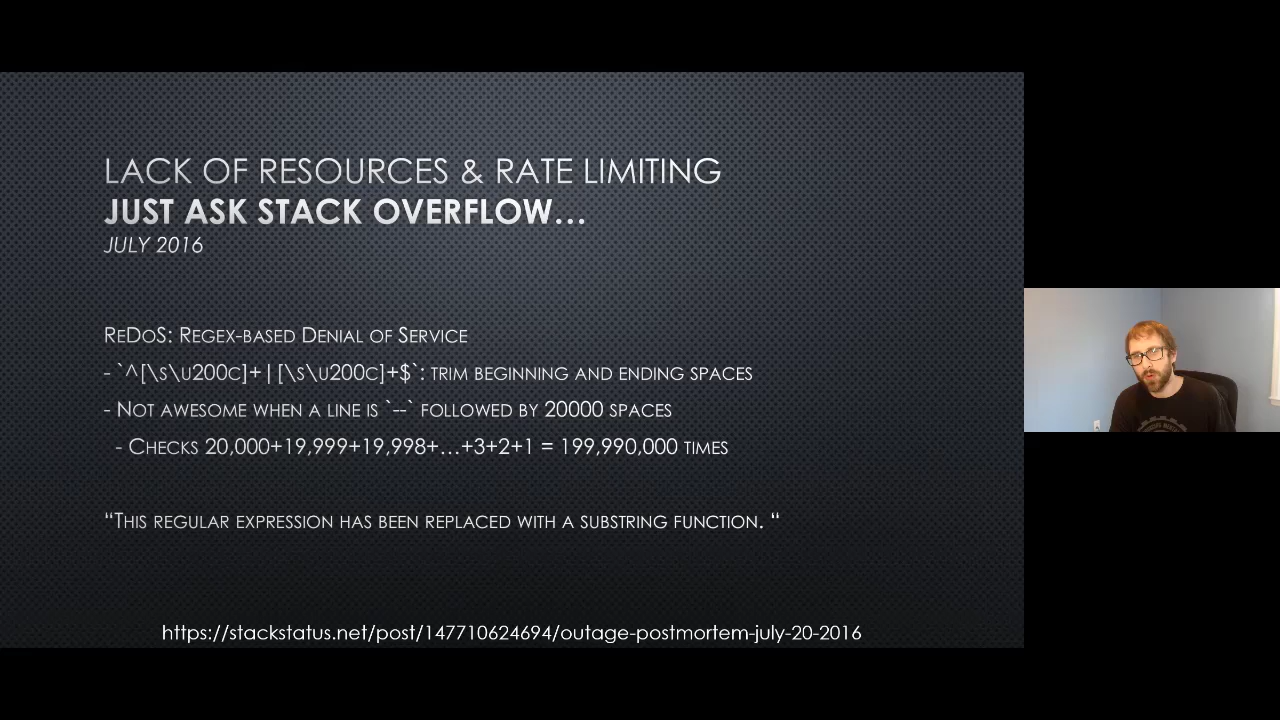 LACK OF RESOURCES & RATE LIMITING
JUST ASK STACK OVERFLOW...
JULY 2016
REDOS: REGEX-BASED DENIAL OF SERVICE
- `^[\S\U200C]+|[\S\U200C]+$`: TRIM BEGINNING AND ENDING SPACES
- NOT AWESOME WHEN A LINE IS `--` FOLLOWED BY 20000 SPACES
- CHECKS 20,000+19,999+19,998+...+3+2+1 = 199,990,000 TIMES
“THIS REGULAR EXPRESSION HAS BEEN REPLACED WITH A SUBSTRING FUNCTION. “
https://stackstatus.net/post/147710624694/outage-postmortem-july-20-2016